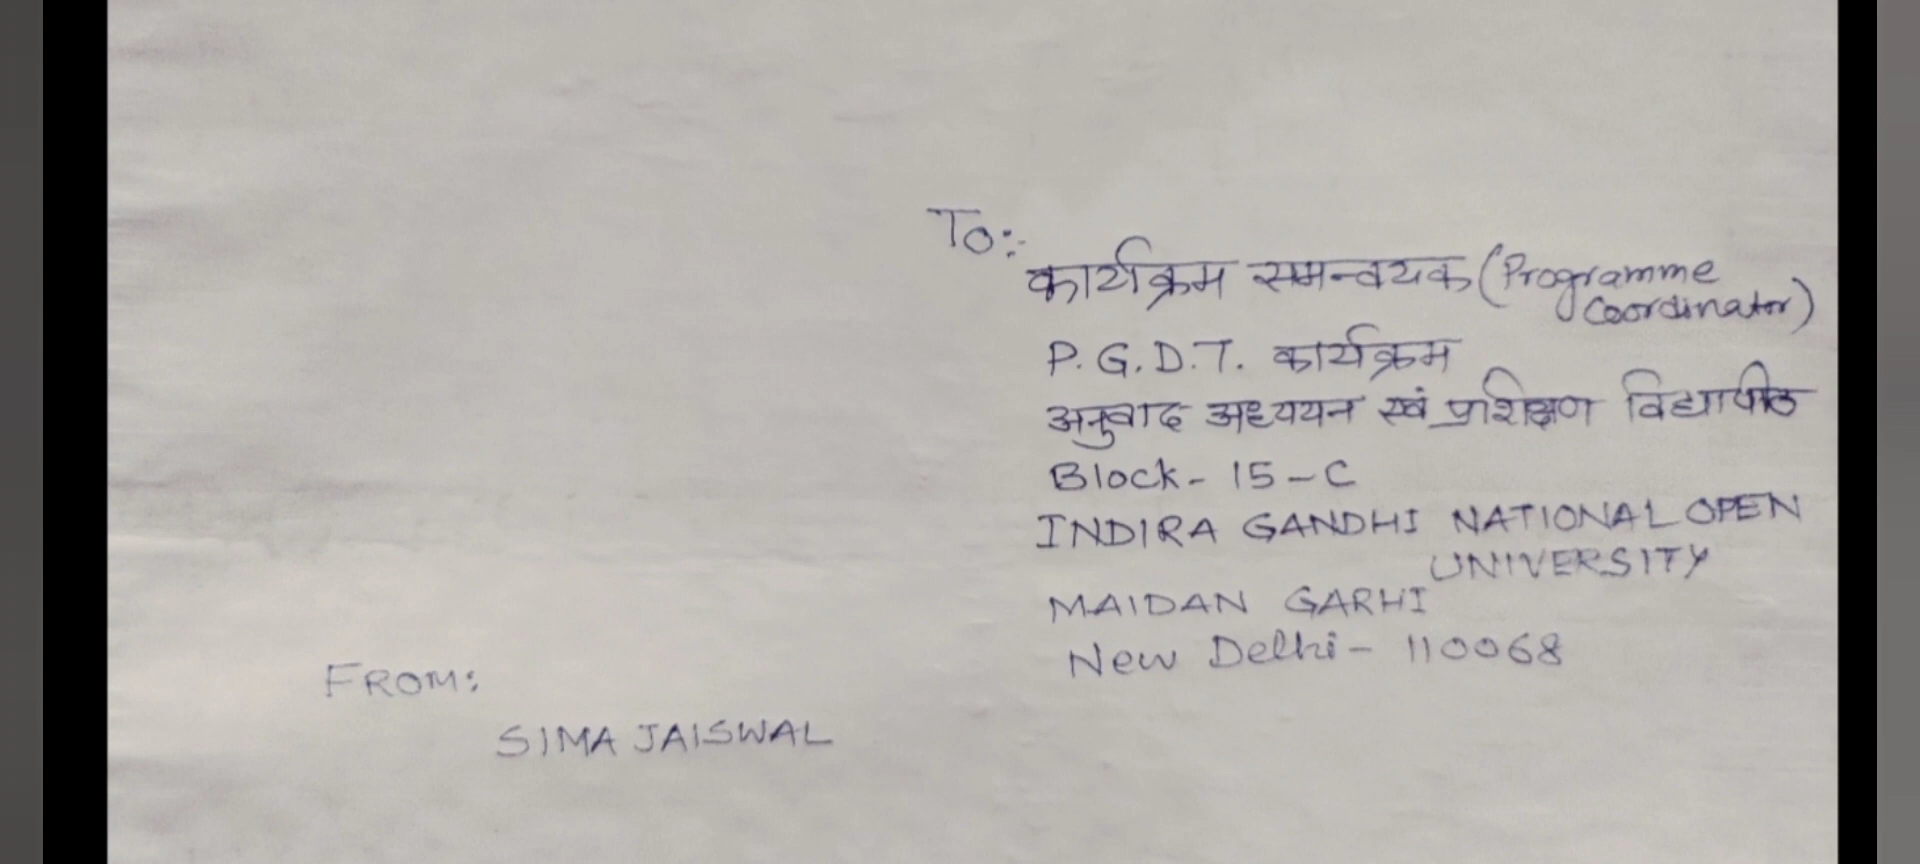 To:-
कार्यक्रम समन्वयक (Programme
Coordinator)
P.G.D.T. कार्यक्रम
अनुवाद अध्ययन एवं प्रशिक्षण विद्यापीठ
Block - 15 - C
INDIRA GANDHI NATIONAL OPEN
UNIVERSITY
MAIDAN GARHI
New Delhi - 110068
FROM:
SIMA JAISWAL